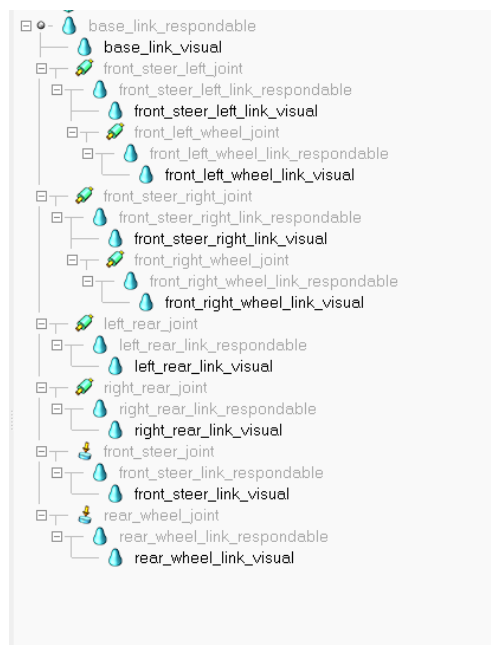 base_link_respondable
base_link_visual
front_steer_left_joint
front_steer_left_link_respondable
front_steer_left_link_visual
front_left_wheel_joint
front_left_wheel_link_respondable
front_left_wheel_link_visual
front_steer_right_joint
front_steer_right_link_respondable
front_steer_right_link_visual
front_right_wheel_joint
front_right_wheel_link_respondable
front_right_wheel_link_visual
left_rear_joint
left_rear_link_respondable
left_rear_link_visual
right_rear_joint
right_rear_link_respondable
right_rear_link_visual
front_steer_joint
front_steer_link_respondable
front_steer_link_visual
rear_wheel_joint
rear_wheel_link_respondable
rear_wheel_link_visual